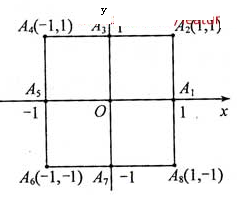 y
A₄(−1,1) A₃ 1 A₂(1,1)
A₅ A₁
−1 O 1 x
A₆(−1,−1) A₇ −1 A₈(1,−1)